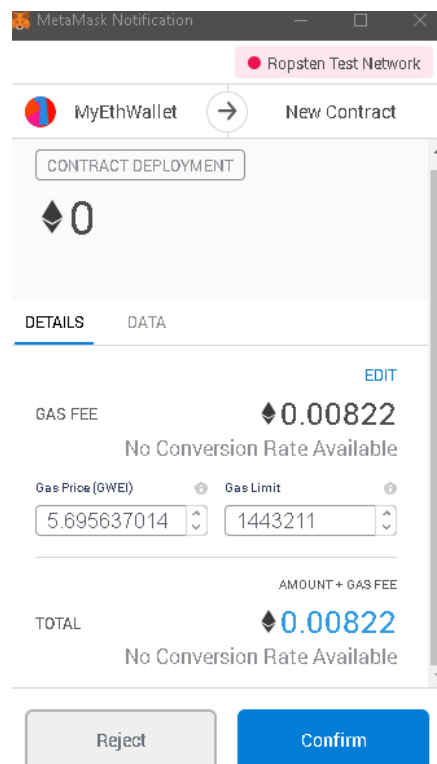 MetaMask Notification
Ropsten Test Network
MyEthWallet
New Contract
CONTRACT DEPLOYMENT
0
DETAILS DATA
EDIT
GAS FEE 0.00822
No Conversion Rate Available
Gas Price (GWEI) Gas Limit
5.695637014 1443211
AMOUNT + GAS FEE
TOTAL 0.00822
No Conversion Rate Available
Reject Confirm